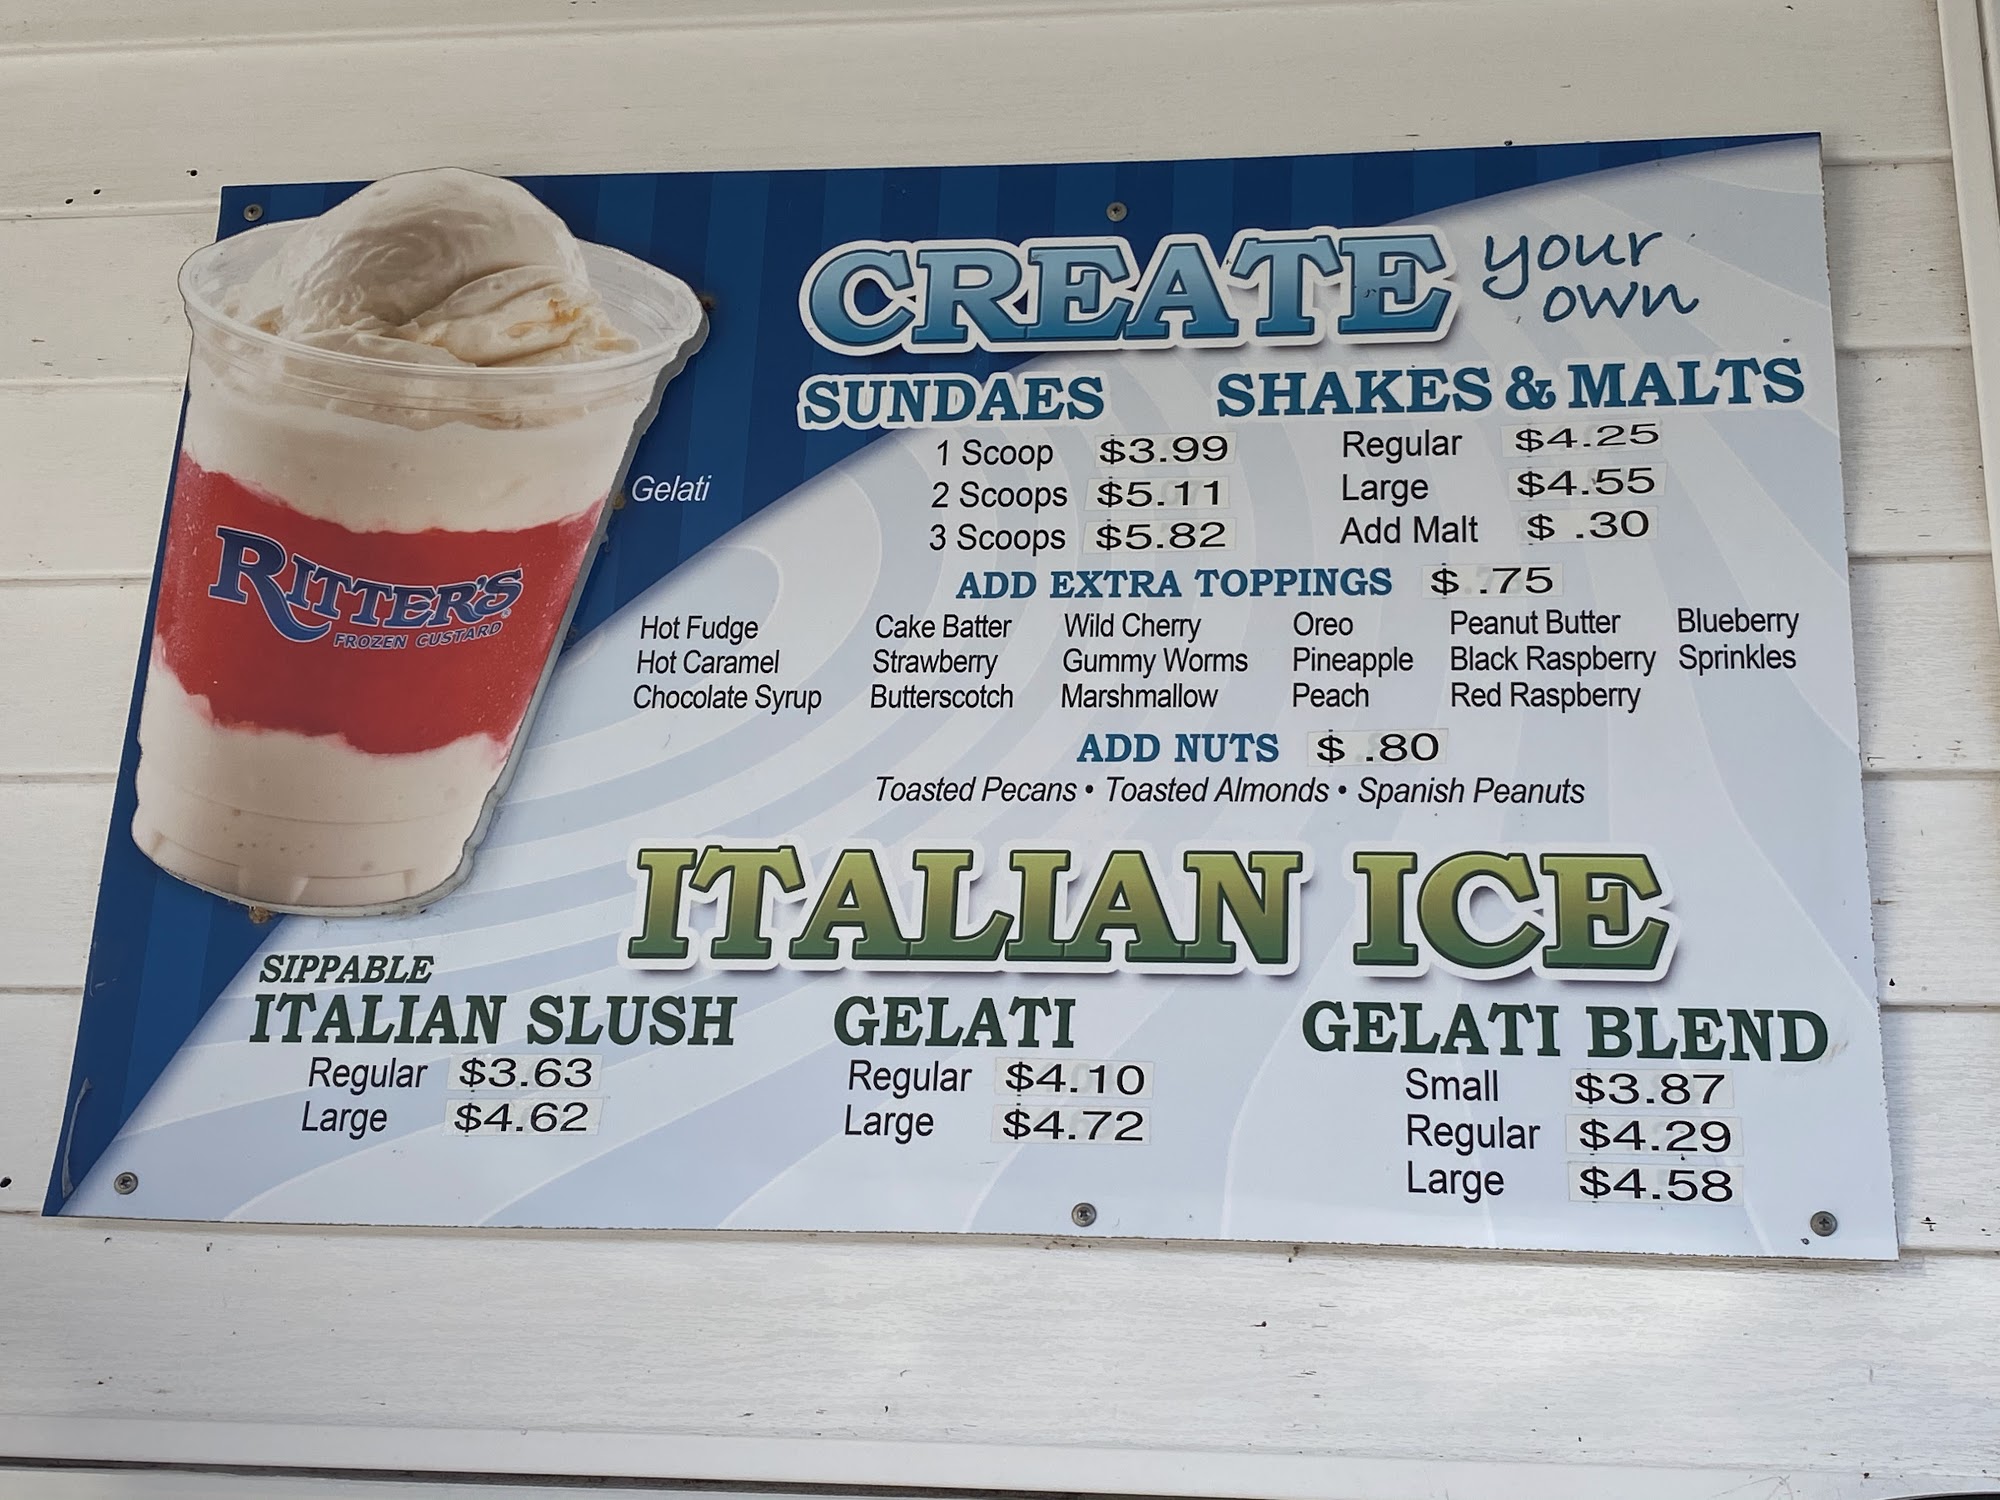 CREATE your own
SUNDAES
1 Scoop $3.99
2 Scoops $5.11
3 Scoops $5.82
SHAKES & MALTS
Regular $4.25
Large $4.55
Add Malt $ .30
Gelati
RITTER'S
FROZEN CUSTARD
ADD EXTRA TOPPINGS $ .75
Hot Fudge Cake Batter Wild Cherry Oreo Peanut Butter Blueberry
Hot Caramel Strawberry Gummy Worms Pineapple Black Raspberry Sprinkles
Chocolate Syrup Butterscotch Marshmallow Peach Red Raspberry
ADD NUTS $ .80
Toasted Pecans • Toasted Almonds • Spanish Peanuts
ITALIAN ICE
SIPPABLE
ITALIAN SLUSH
Regular $3.63
Large $4.62
GELATI
Regular $4.10
Large $4.72
GELATI BLEND
Small $3.87
Regular $4.29
Large $4.58